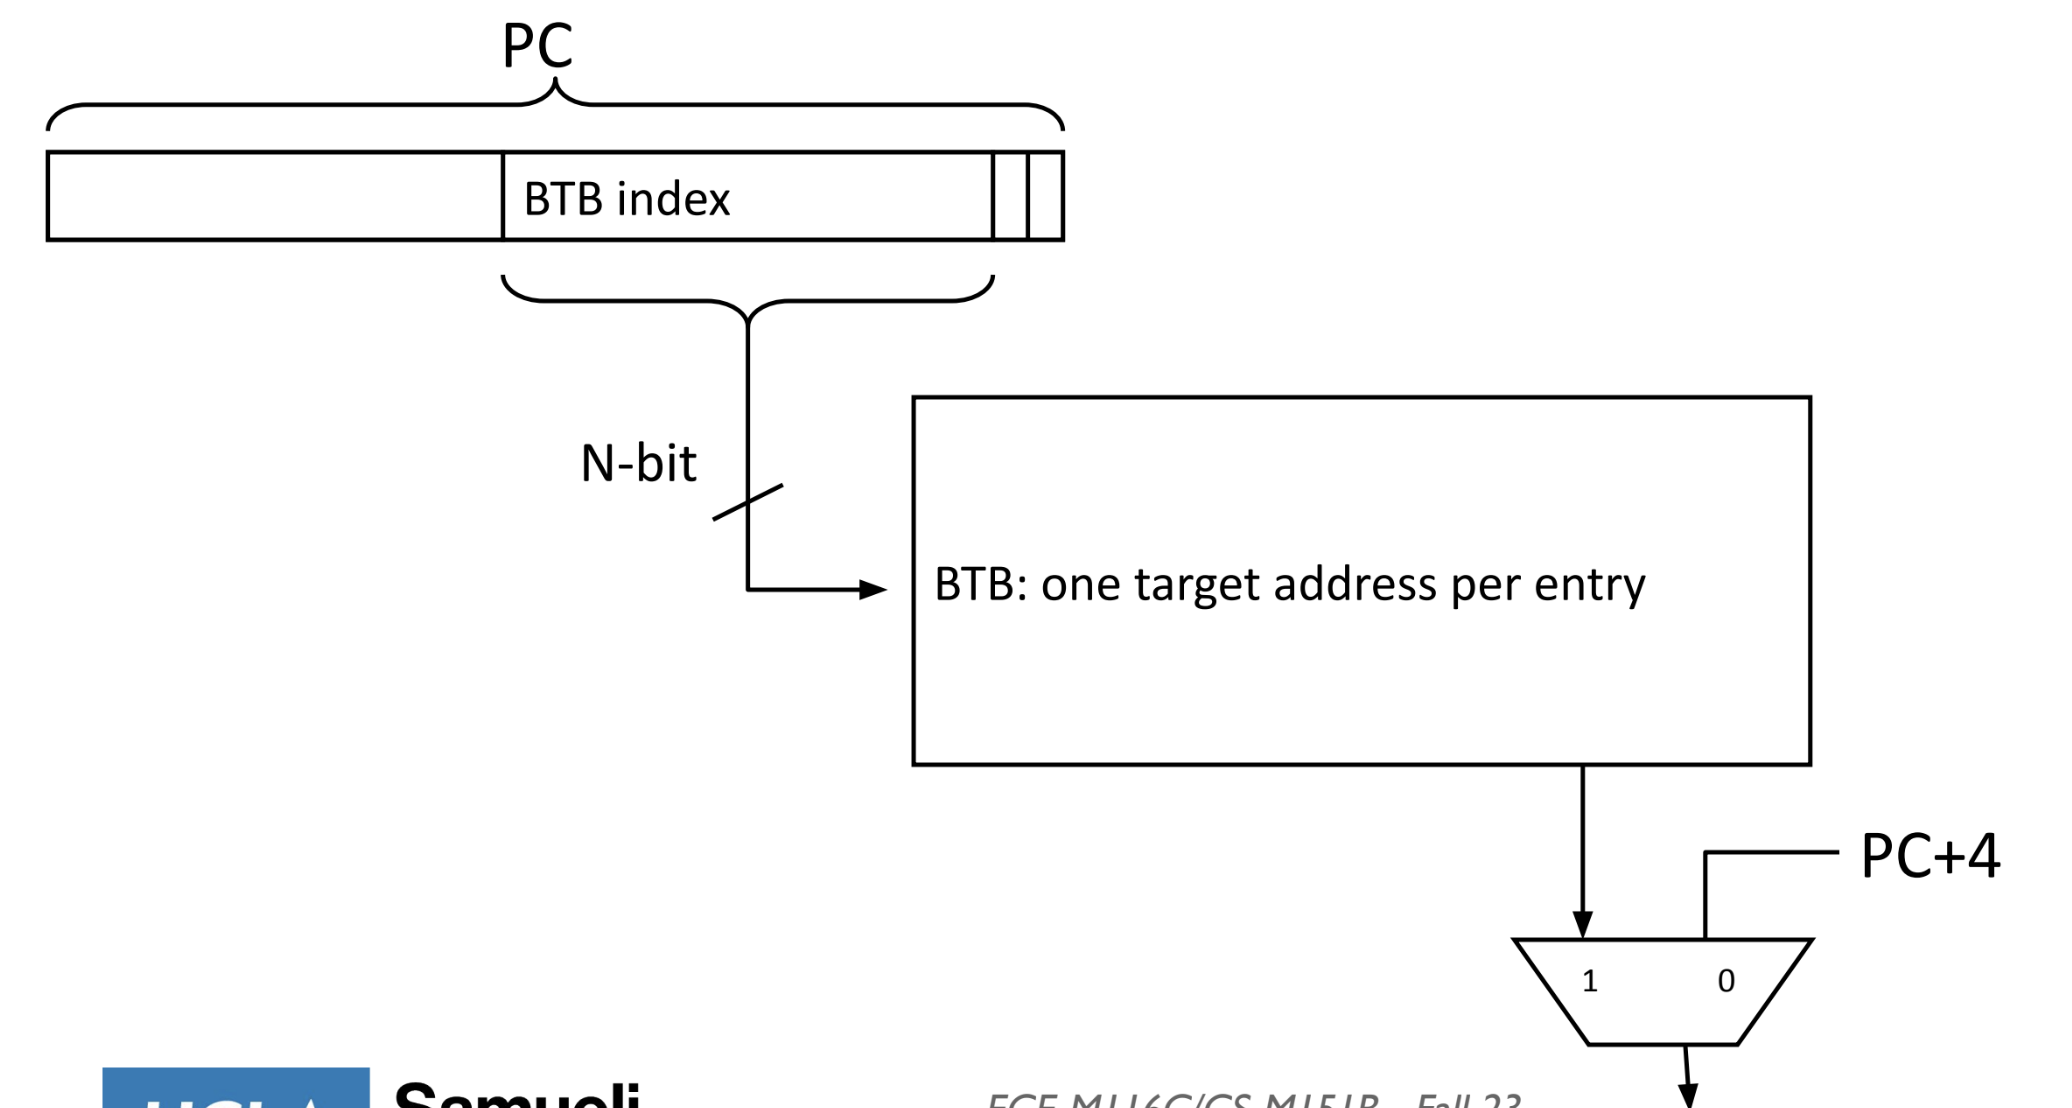 PC
BTB index
N-bit
BTB: one target address per entry
PC+4
1 0
UCLA Samueli
ECE M116C/CS M151B - Fall 23